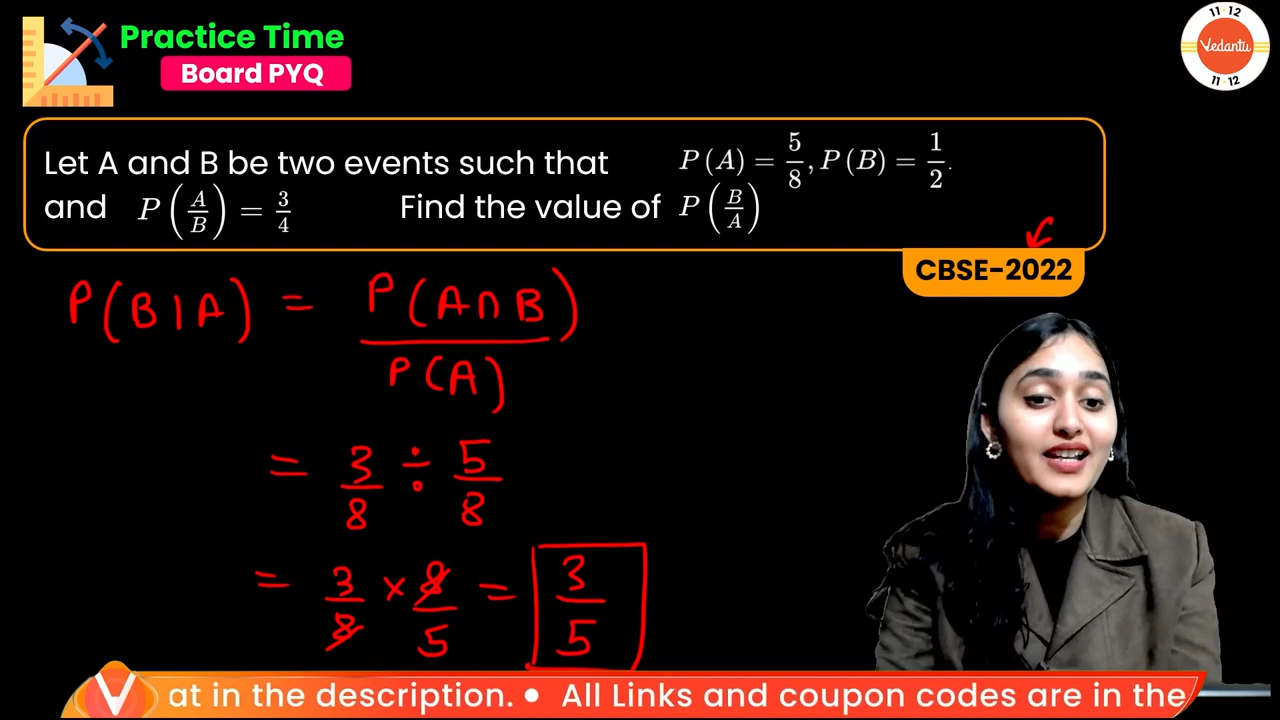 Practice Time
Board PYQ
11·12
Vedantu
11·12
Let A and B be two events such that P(A) = 5/8, P(B) = 1/2.
and P(A/B) = 3/4 Find the value of P(B/A)
CBSE-2022
P(B|A) = P(A∩B)/P(A)
= 3/8 ÷ 5/8
= 3/8 × 8/5 = 3/5
V at in the description. ● All Links and coupon codes are in the